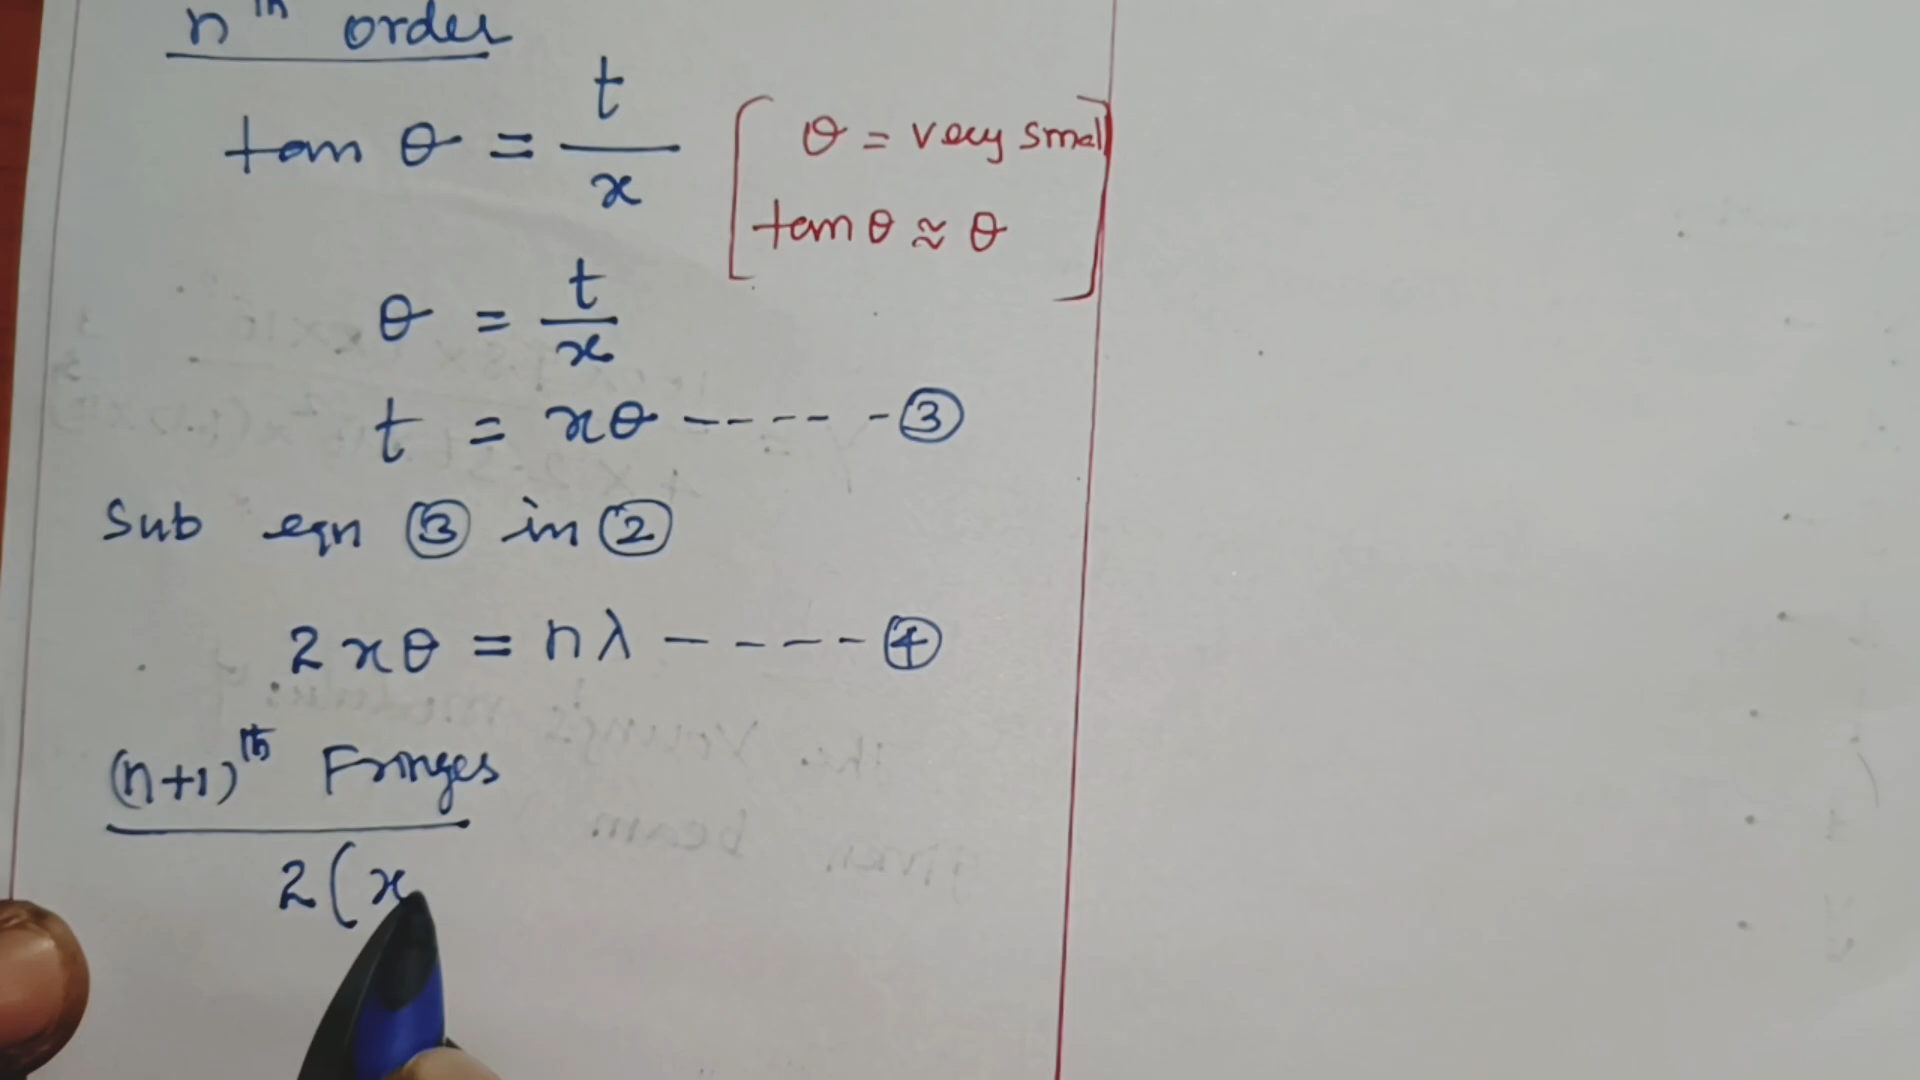 nth order
tan θ = t/x [θ = very small
tan θ ≈ θ]
θ = t/x
t = xθ ----- - ③
Sub eqn ③ in ②
2xθ = nλ - - - - - ④
(n+1)th Fringes
2(x